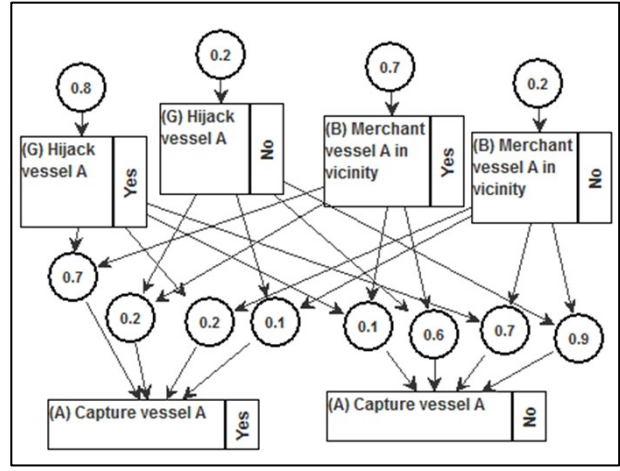 0.8
0.2
0.7
0.2
(G) Hijack
vessel A
Yes
(G) Hijack
vessel A
No
(B) Merchant
vessel A in
vicinity
Yes
(B) Merchant
vessel A in
vicinity
No
0.7
0.2
0.2
0.1
0.1
0.6
0.7
0.9
(A) Capture vessel A
Yes
(A) Capture vessel A
No